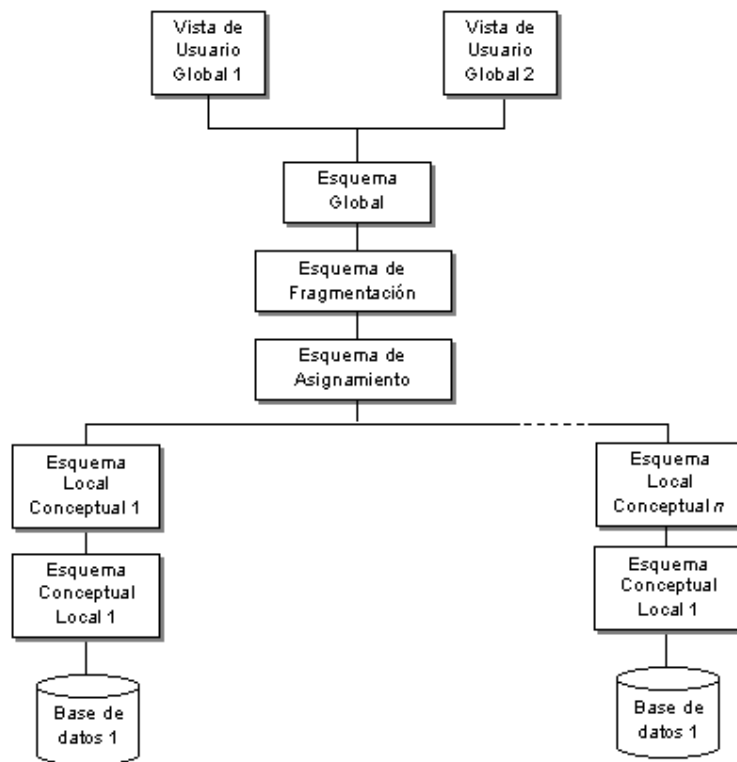 Vista de
Usuario
Global 1
Vista de
Usuario
Global 2
Esquema
Global
Esquema de
Fragmentación
Esquema de
Asignamiento
Esquema
Local
Conceptual 1
Esquema
Local
Conceptual n
Esquema
Conceptual
Local 1
Esquema
Conceptual
Local 1
Base de
datos 1
Base de
datos 1